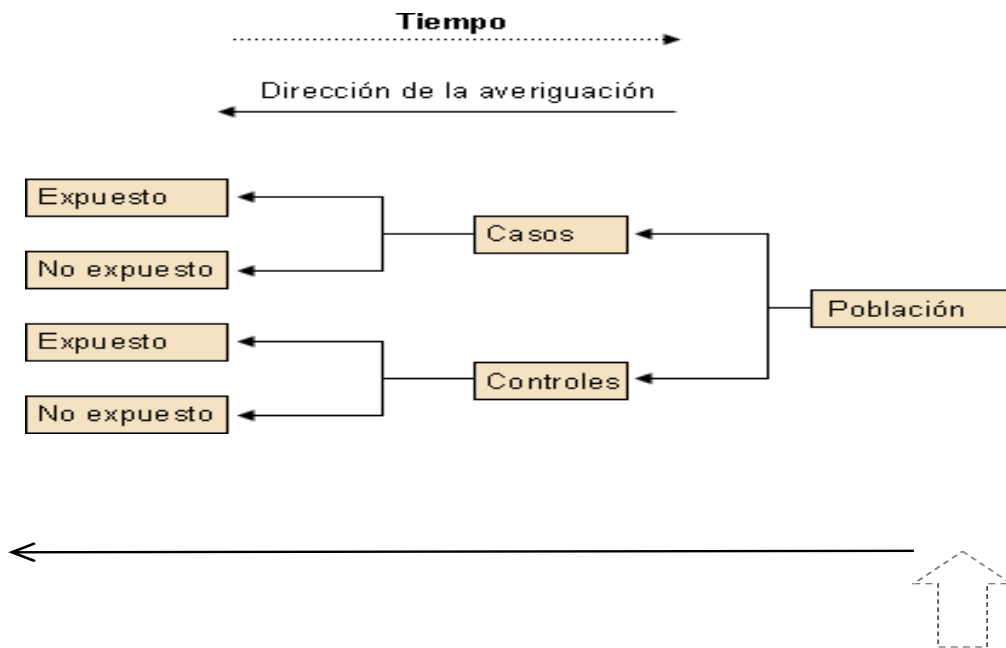 Tiempo
Dirección de la averiguación
Expuesto
Casos
No expuesto
Población
Expuesto
Controles
No expuesto